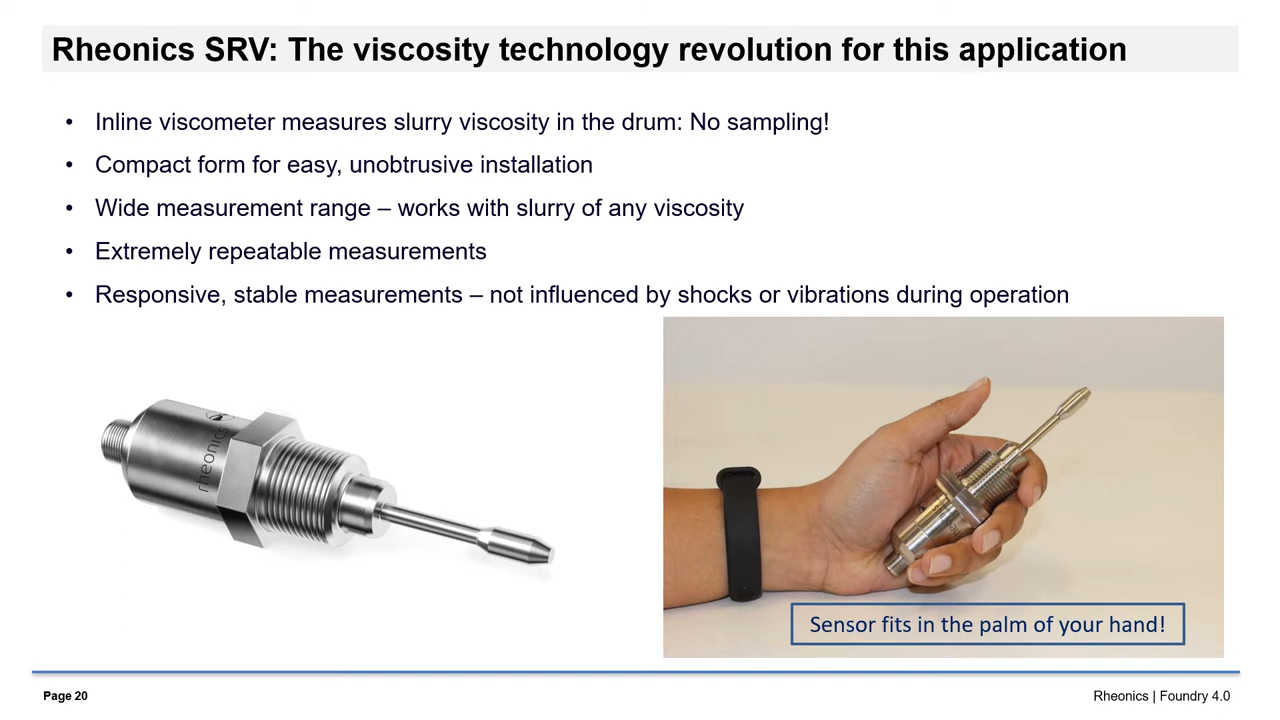 Rheonics SRV: The viscosity technology revolution for this application
• Inline viscometer measures slurry viscosity in the drum: No sampling!
• Compact form for easy, unobtrusive installation
• Wide measurement range – works with slurry of any viscosity
• Extremely repeatable measurements
• Responsive, stable measurements – not influenced by shocks or vibrations during operation
rheonics
Sensor fits in the palm of your hand!
Page 20
Rheonics | Foundry 4.0